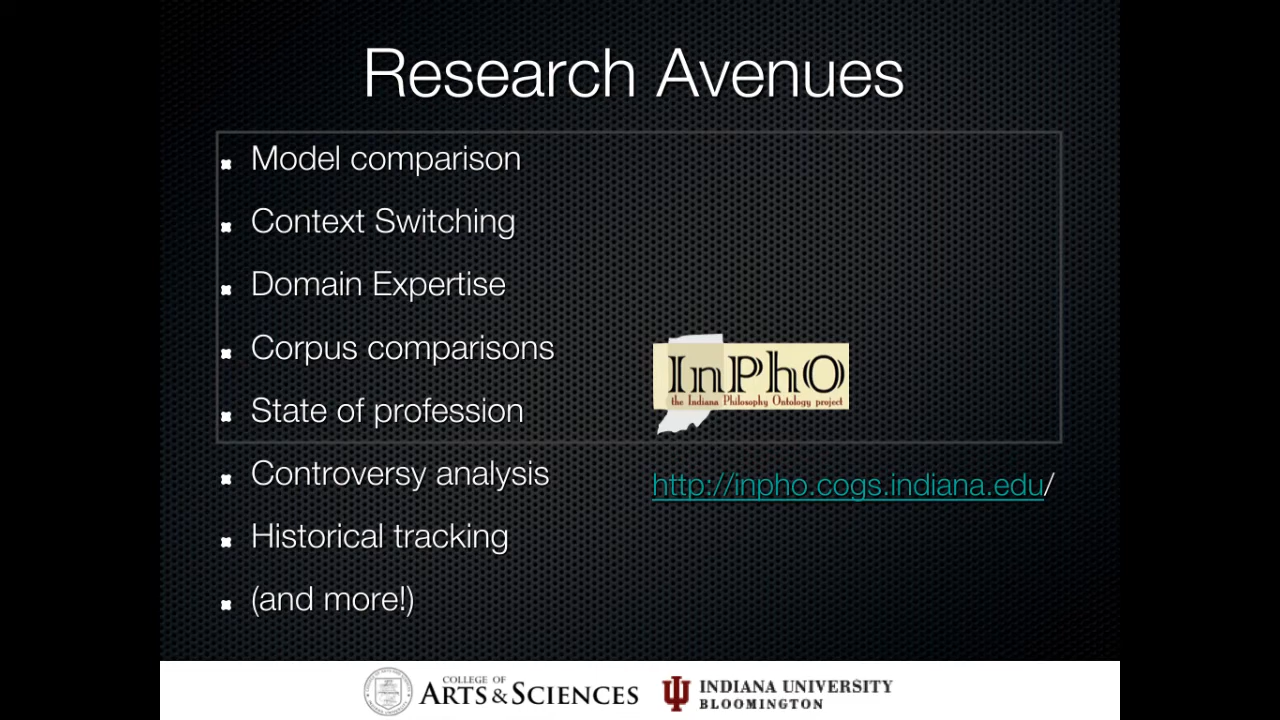 Research Avenues
Model comparison
Context Switching
Domain Expertise
Corpus comparisons
State of profession
Controversy analysis
Historical tracking
(and more!)
InPhO
the Indiana Philosophy Ontology project
http://inpho.cogs.indiana.edu/
COLLEGE OF
ARTS & SCIENCES
INDIANA UNIVERSITY
BLOOMINGTON